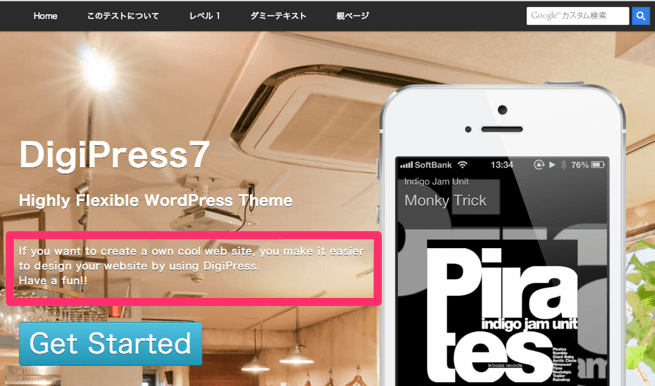 Home このテストについて レベル 1 ダミーテキスト 親ページ
Google™ カスタム検索
DigiPress7
Highly Flexible WordPress Theme
If you want to create a own cool web site, you make it easier
to design your website by using DigiPress.
Have a fun!!
Get Started
SoftBank 13:34 76%
Indigo Jam Unit
Monky Trick
Pira
tes
indigo jam unit